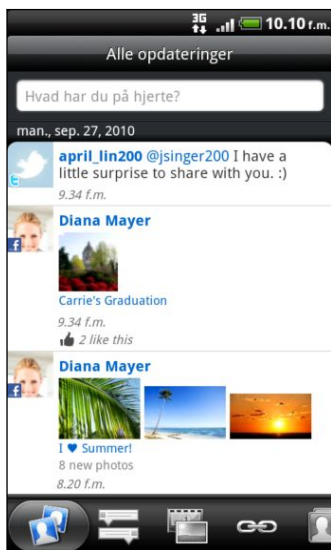 3G
10.10 f.m.
Alle opdateringer
Hvad har du på hjerte?
man., sep. 27, 2010
april_lin200 @jsinger200 I have a
little surprise to share with you. :)
9.34 f.m.
Diana Mayer
Carrie's Graduation
9.34 f.m.
2 like this
Diana Mayer
I ♥ Summer!
8 new photos
8.20 f.m.